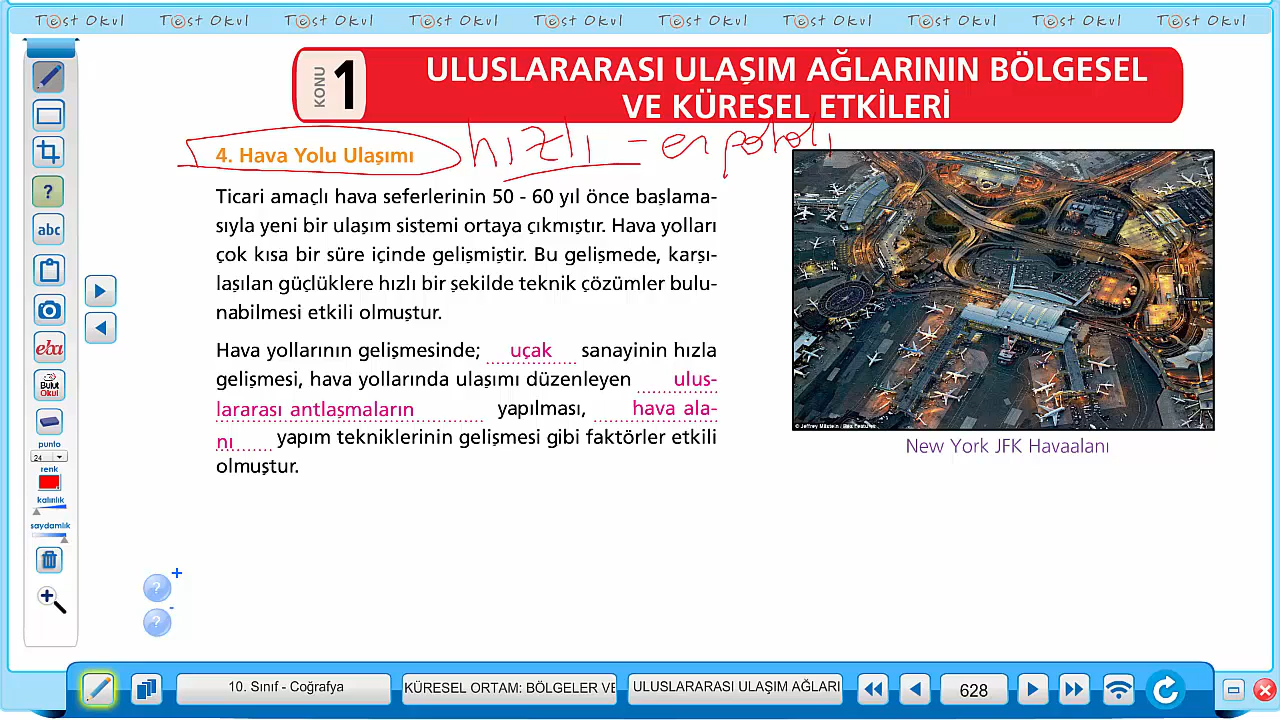 Test Okul Test Okul Test Okul Test Okul Test Okul Test Okul Test Okul Test Okul Test Okul Test Okul
KONU 1
ULUSLARARASI ULAŞIM AĞLARININ BÖLGESEL
VE KÜRESEL ETKİLERİ
4. Hava Yolu Ulaşımı
hızlı - en pahalı
Ticari amaçlı hava seferlerinin 50 - 60 yıl önce başlama-
sıyla yeni bir ulaşım sistemi ortaya çıkmıştır. Hava yolları
çok kısa bir süre içinde gelişmiştir. Bu gelişmede, karşı-
laşılan güçlüklere hızlı bir şekilde teknik çözümler bulu-
nabilmesi etkili olmuştur.
Hava yollarının gelişmesinde; uçak sanayinin hızla
gelişmesi, hava yollarında ulaşımı düzenleyen ulus-
lararası antlaşmaların yapılması, hava ala-
nı yapım tekniklerinin gelişmesi gibi faktörler etkili
olmuştur.
New York JFK Havaalanı
?
abc
eba
Bulut
Okul
punto
24
renk
kalınlık
saydamlık
? +
? -
10. Sınıf - Coğrafya
KÜRESEL ORTAM: BÖLGELER VE
ULUSLARARASI ULAŞIM AĞLARI
628